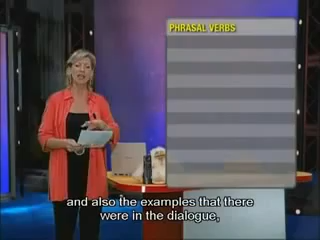 PHRASAL VERBS
and also the examples that there
were in the dialogue,